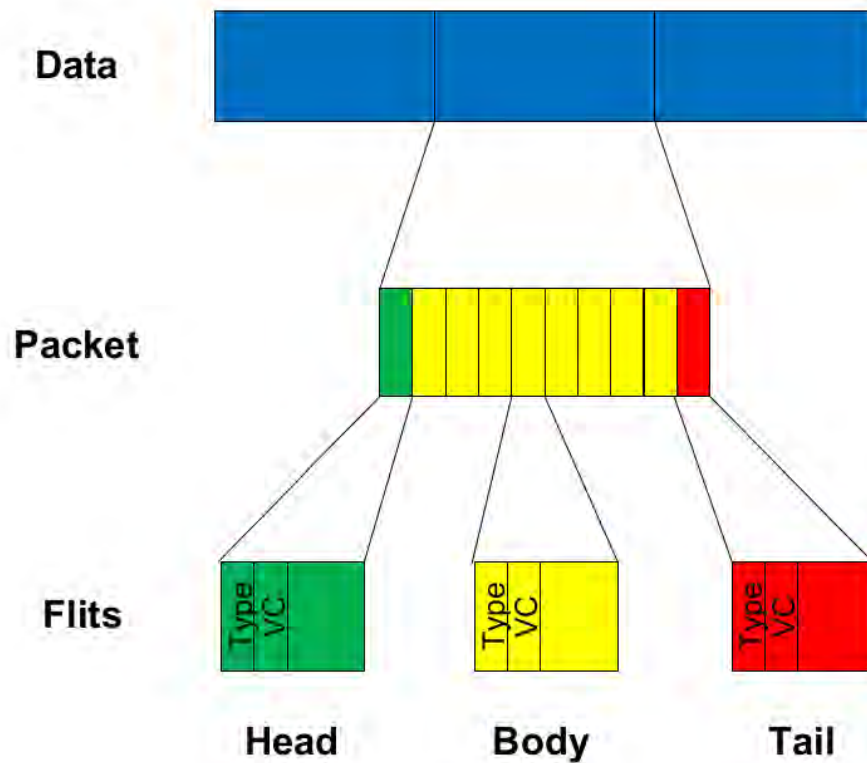 Data
Packet
Flits
Type
VC
Type
VC
Type
VC
Head
Body
Tail